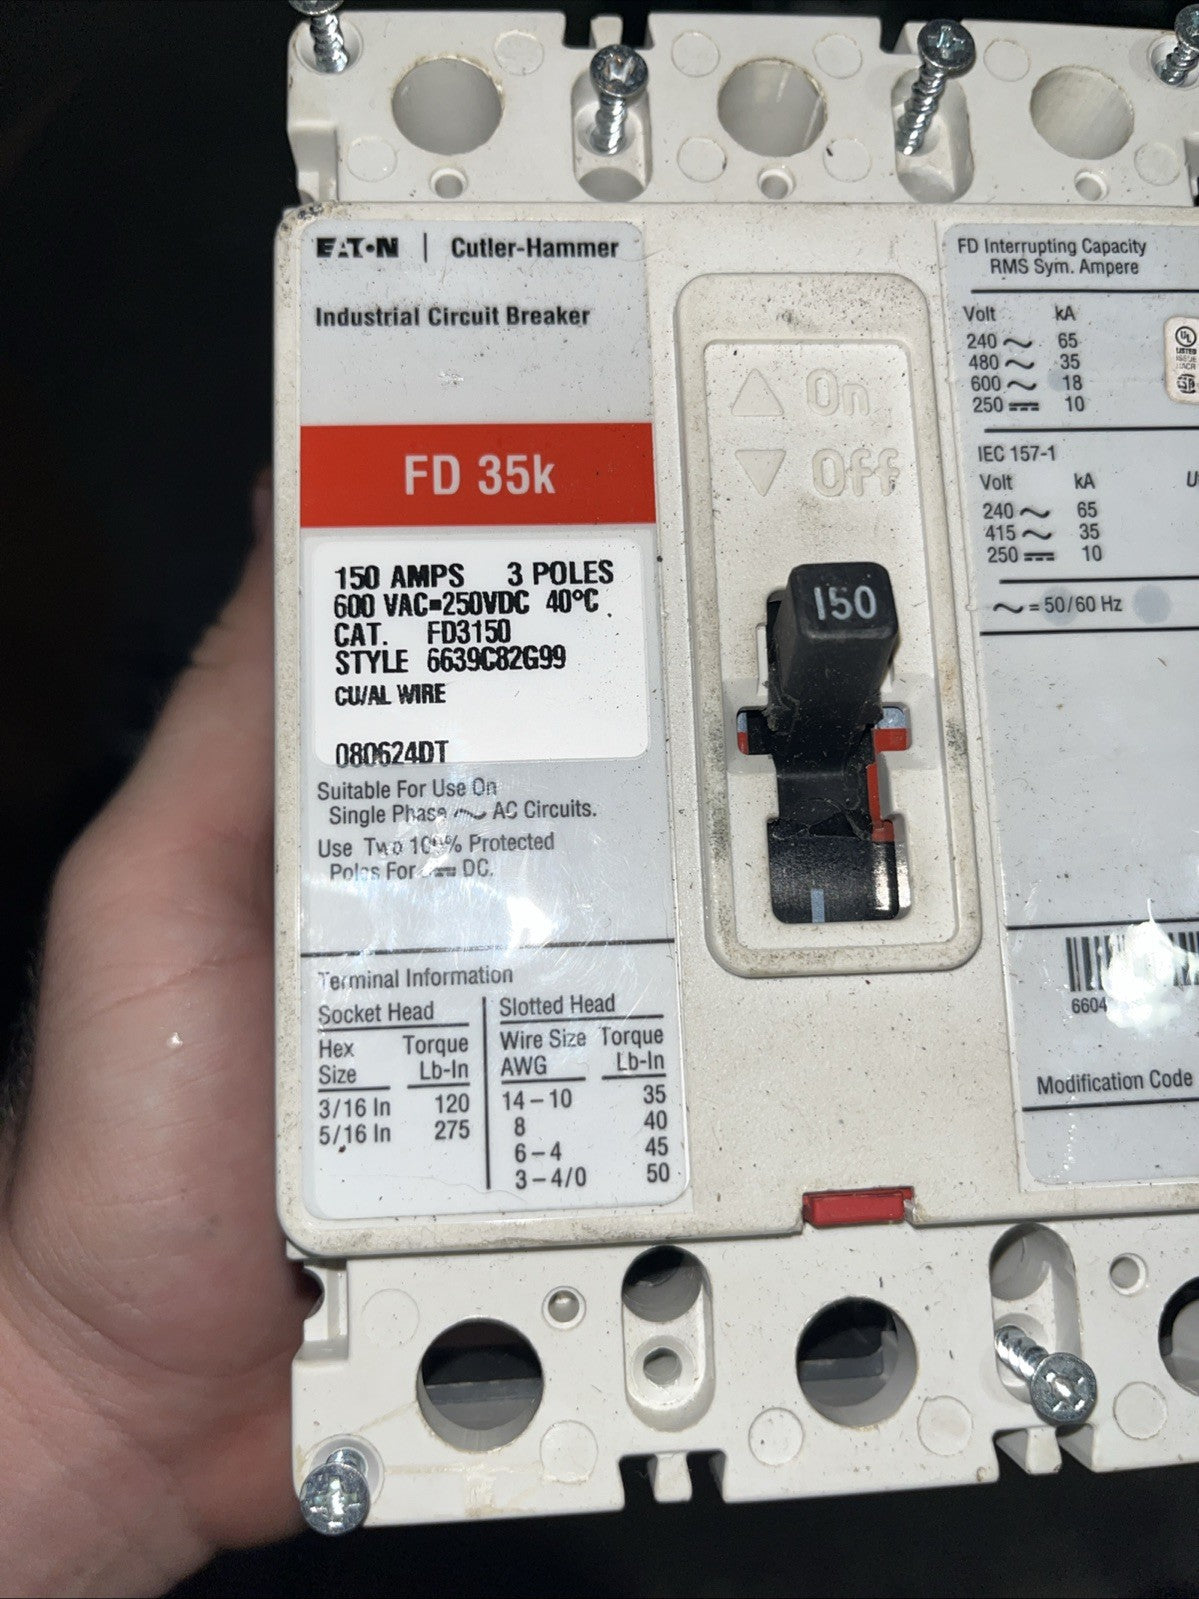 EATON | Cutler-Hammer
Industrial Circuit Breaker
FD 35k
150 AMPS 3 POLES
600 VAC=250VDC 40°C
CAT. FD3150
STYLE 6639C82G99
CU/AL WIRE
080624DT
Suitable For Use On
Single Phase ~ AC Circuits.
Use Two 100% Protected
Poles For ⎓ DC.
Terminal Information
Socket Head
Hex Size Torque Lb-In
3/16 In 120
5/16 In 275
Slotted Head
Wire Size AWG Torque Lb-In
14-10 35
8 40
6-4 45
3-4/0 50
On
Off
150
FD Interrupting Capacity
RMS Sym. Ampere
Volt kA
240 ~ 65
480 ~ 35
600 ~ 18
250 ⎓ 10
UL
LISTED
IEC 157-1
Volt kA
240 ~ 65
415 ~ 35
250 ⎓ 10
~ = 50/60 Hz
6604
Modification Code